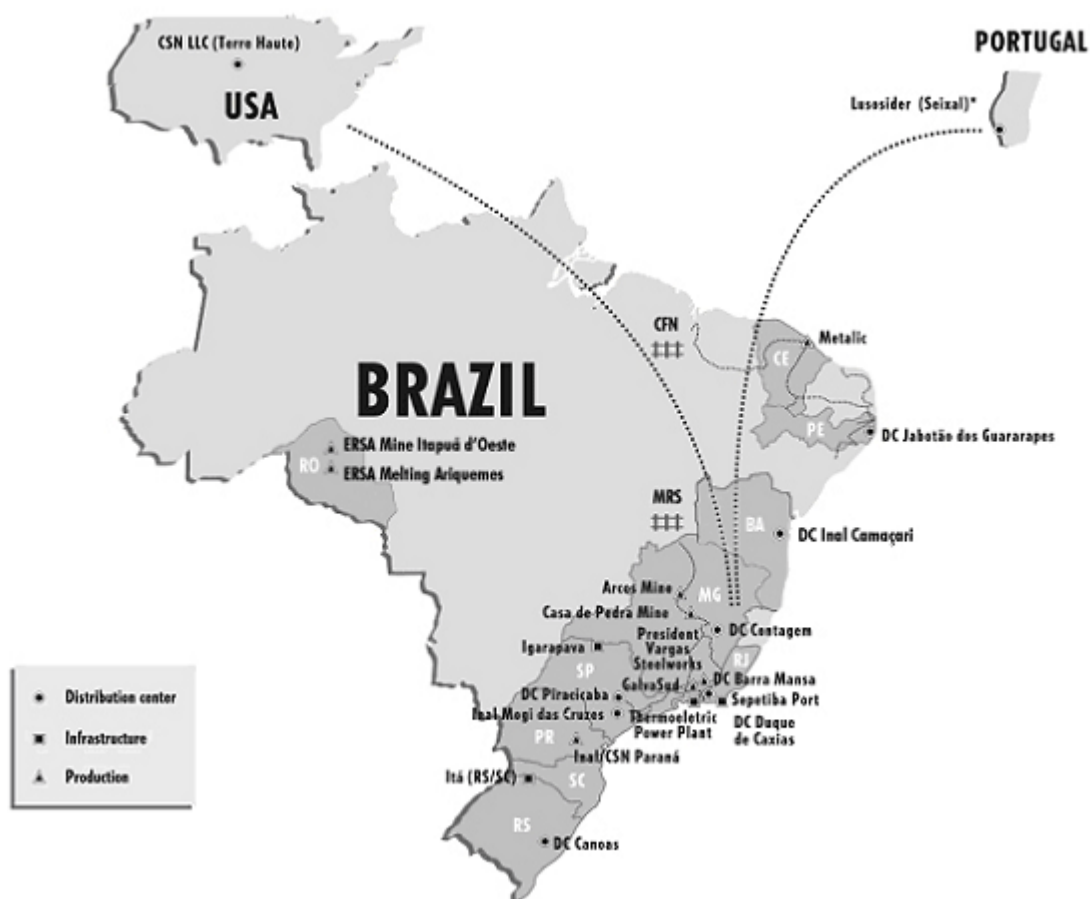 CSN LLC (Terre Haute)
USA
PORTUGAL
Lusosider (Seixal)*
CFN
Metalic
CE
BRAZIL
PE
DC Jabotão dos Guararapes
ERSA Mine Itapuã d'Oeste
RO
ERSA Melting Ariquemes
MRS
BA
DC Inal Camaçari
Arcos Mine
MG
Casa de Pedra Mine
President
Vargas
Steelworks
DC Contagem
Igarapava
RJ
SP
DC Barra Mansa
GalvaSud
DC Piracicaba
Sepetiba Port
Inal Mogi das Cruzes
Thermoeletric
Power Plant
DC Duque
de Caxias
PR
Inal/CSN Paraná
Itá (RS/SC)
SC
RS
DC Canoas
Distribution center
Infrastructure
Production